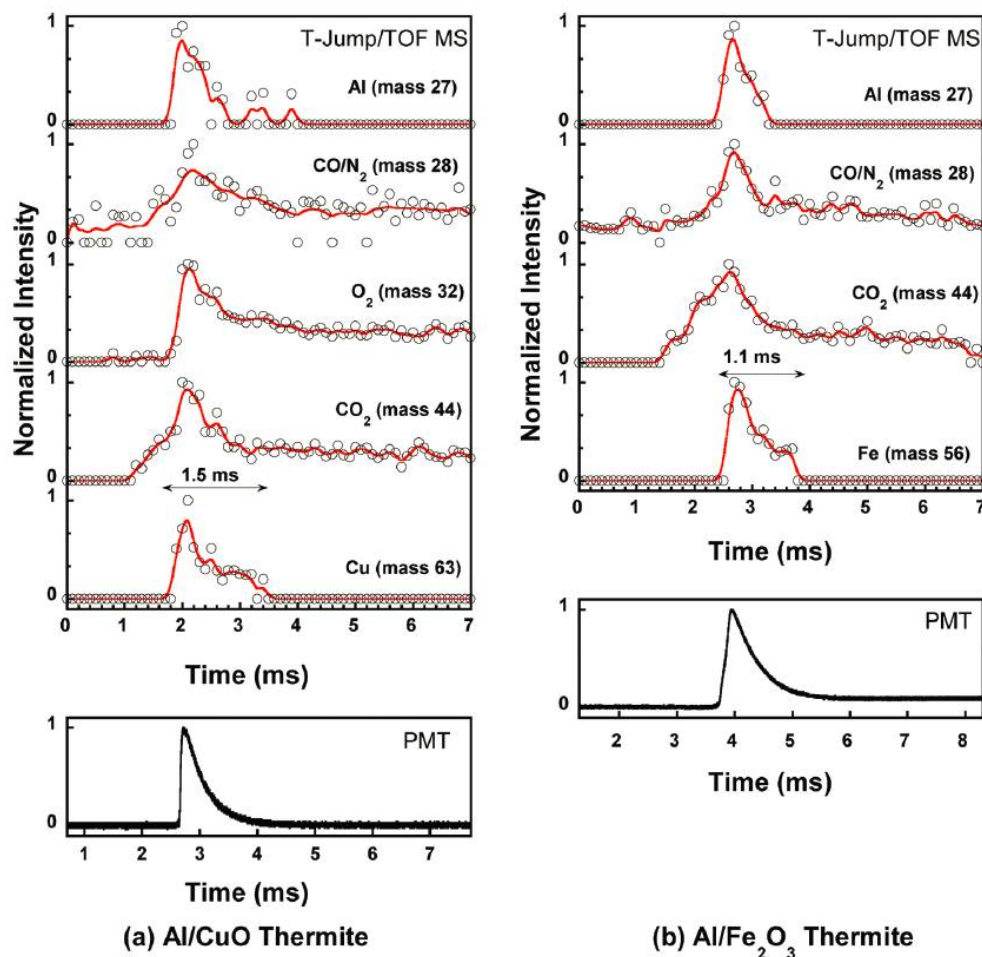 T-Jump/TOF MS
Al (mass 27)
CO/N₂ (mass 28)
O₂ (mass 32)
CO₂ (mass 44)
1.5 ms
Cu (mass 63)
1
0
1
0
1
0
1
0
1
0
Normalized Intensity
0 1 2 3 4 5 6 7
Time (ms)
PMT
1
0
1 2 3 4 5 6 7
Time (ms)
(a) Al/CuO Thermite
T-Jump/TOF MS
Al (mass 27)
CO/N₂ (mass 28)
CO₂ (mass 44)
1.1 ms
Fe (mass 56)
1
0
1
0
1
0
1
0
Normalized Intensity
0 1 2 3 4 5 6 7
Time (ms)
PMT
1
0
2 3 4 5 6 7 8
Time (ms)
(b) Al/Fe₂O₃ Thermite